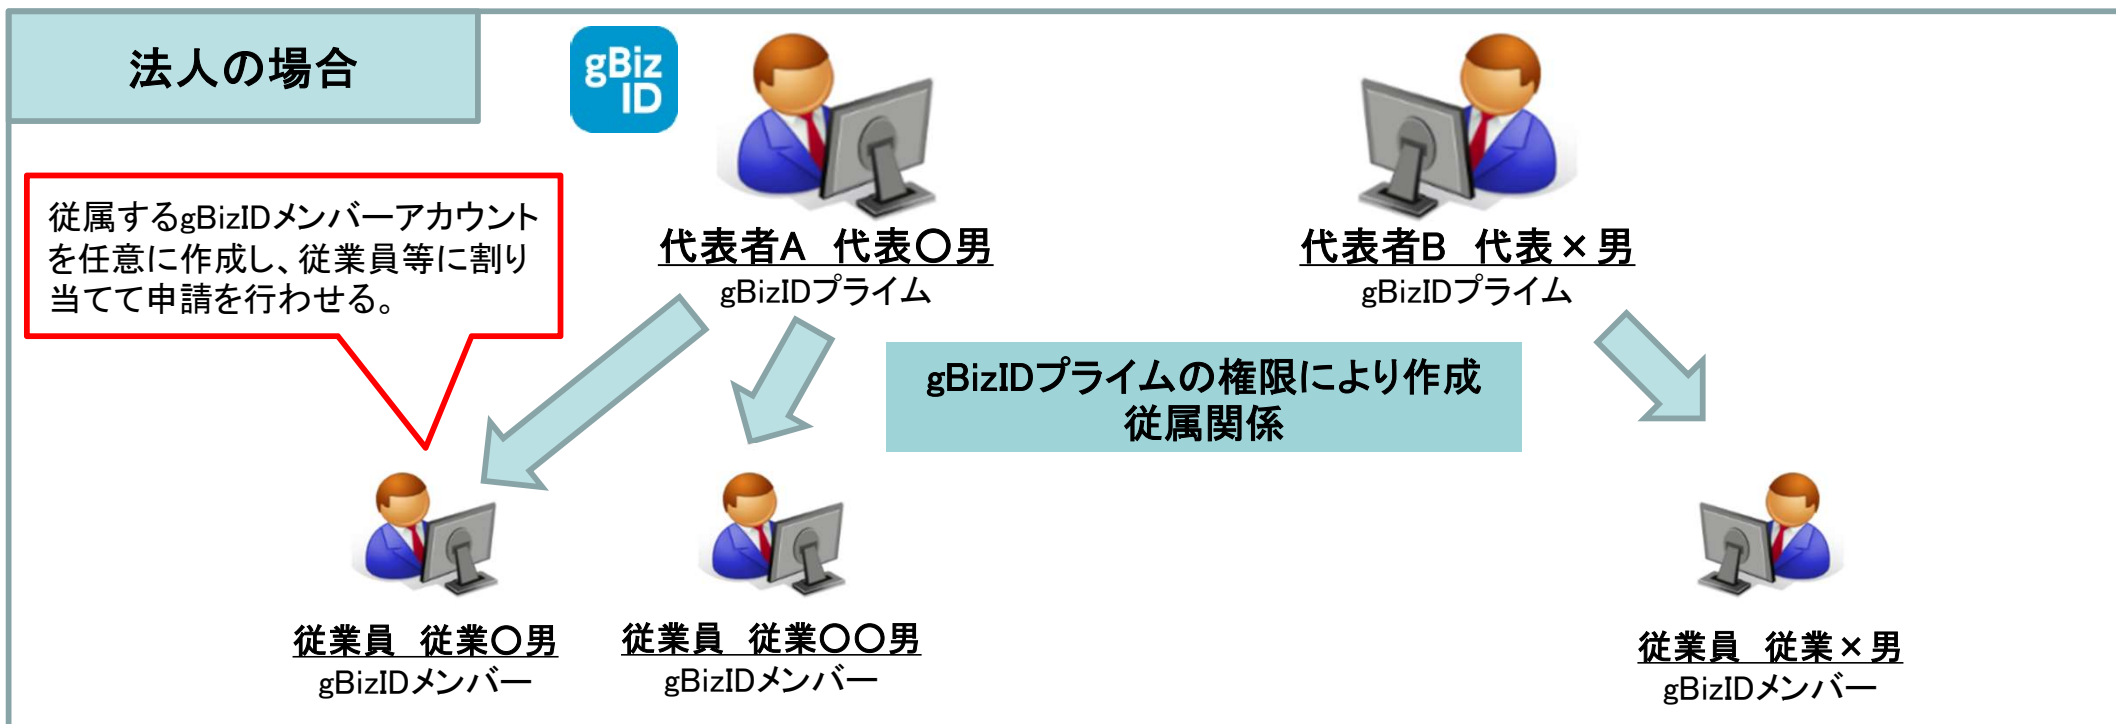 法人の場合
gBiz
ID
従属するgBizIDメンバーアカウント
を任意に作成し、従業員等に割り
当てて申請を行わせる。
代表者A　代表〇男
gBizIDプライム
代表者B　代表×男
gBizIDプライム
gBizIDプライムの権限により作成
従属関係
従業員　従業〇男
gBizIDメンバー
従業員　従業〇〇男
gBizIDメンバー
従業員　従業×男
gBizIDメンバー